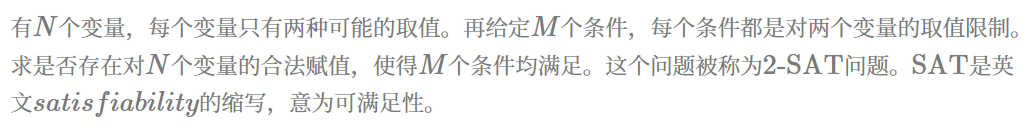 有N个变量，每个变量只有两种可能的取值。再给定M个条件，每个条件都是对两个变量的取值限制。
求是否存在对N个变量的合法赋值，使得M个条件均满足。这个问题被称为2-SAT问题。SAT是英
文satisfiability的缩写，意为可满足性。